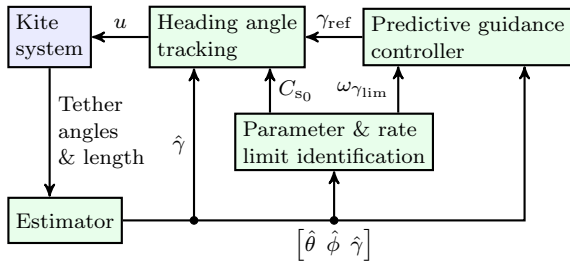 Kite
system
u
Heading angle
tracking
γref
Predictive guidance
controller
Tether
angles
& length
γ̂
Cs0
ωγlim
Parameter & rate
limit identification
Estimator
[θ̂ ϕ̂ γ̂]